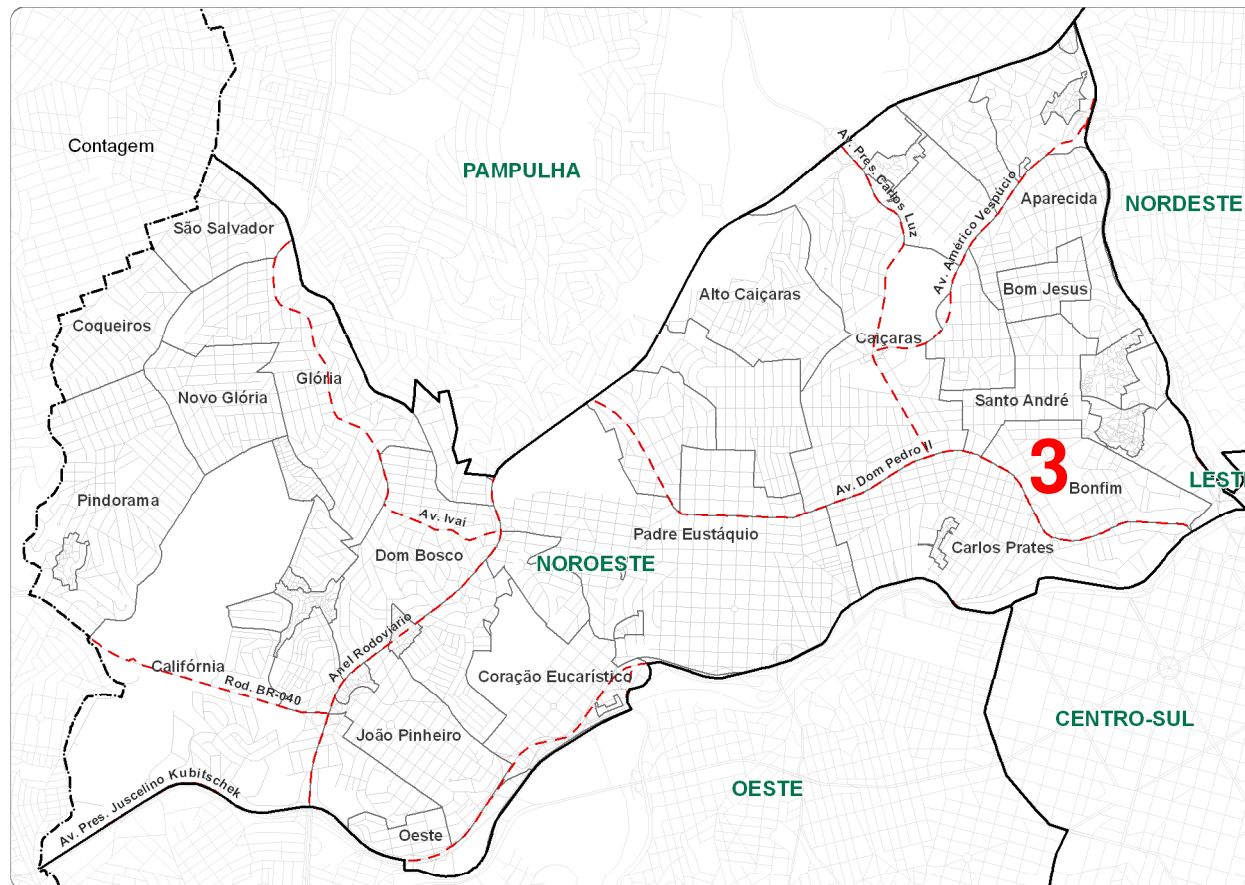 Contagem
PAMPULHA
Av. Pres. Carlos Luz
Av. Américo Vespúcio
Aparecida
NORDESTE
São Salvador
Coqueiros
Alto Caiçaras
Bom Jesus
Caiçaras
Glória
Novo Glória
Santo André
3
Bonfim
LEST
Av. Dom Pedro II
Pindorama
Av. Ivaí
Padre Eustáquio
Carlos Prates
Dom Bosco
NOROESTE
Anel Rodoviário
Califórnia
Rod. BR-040
Coração Eucarístico
João Pinheiro
CENTRO-SUL
OESTE
Av. Pres. Juscelino Kubitschek
Oeste